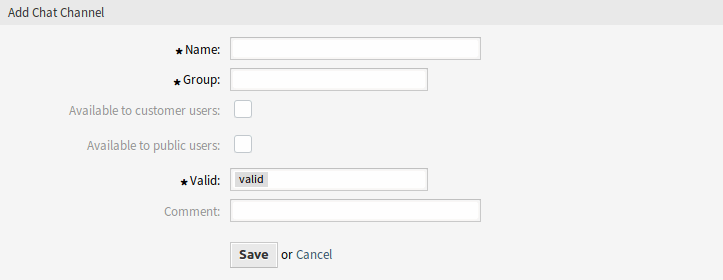 Add Chat Channel
★ Name:
★ Group:
Available to customer users:
Available to public users:
★ Valid: valid
Comment:
Save or Cancel